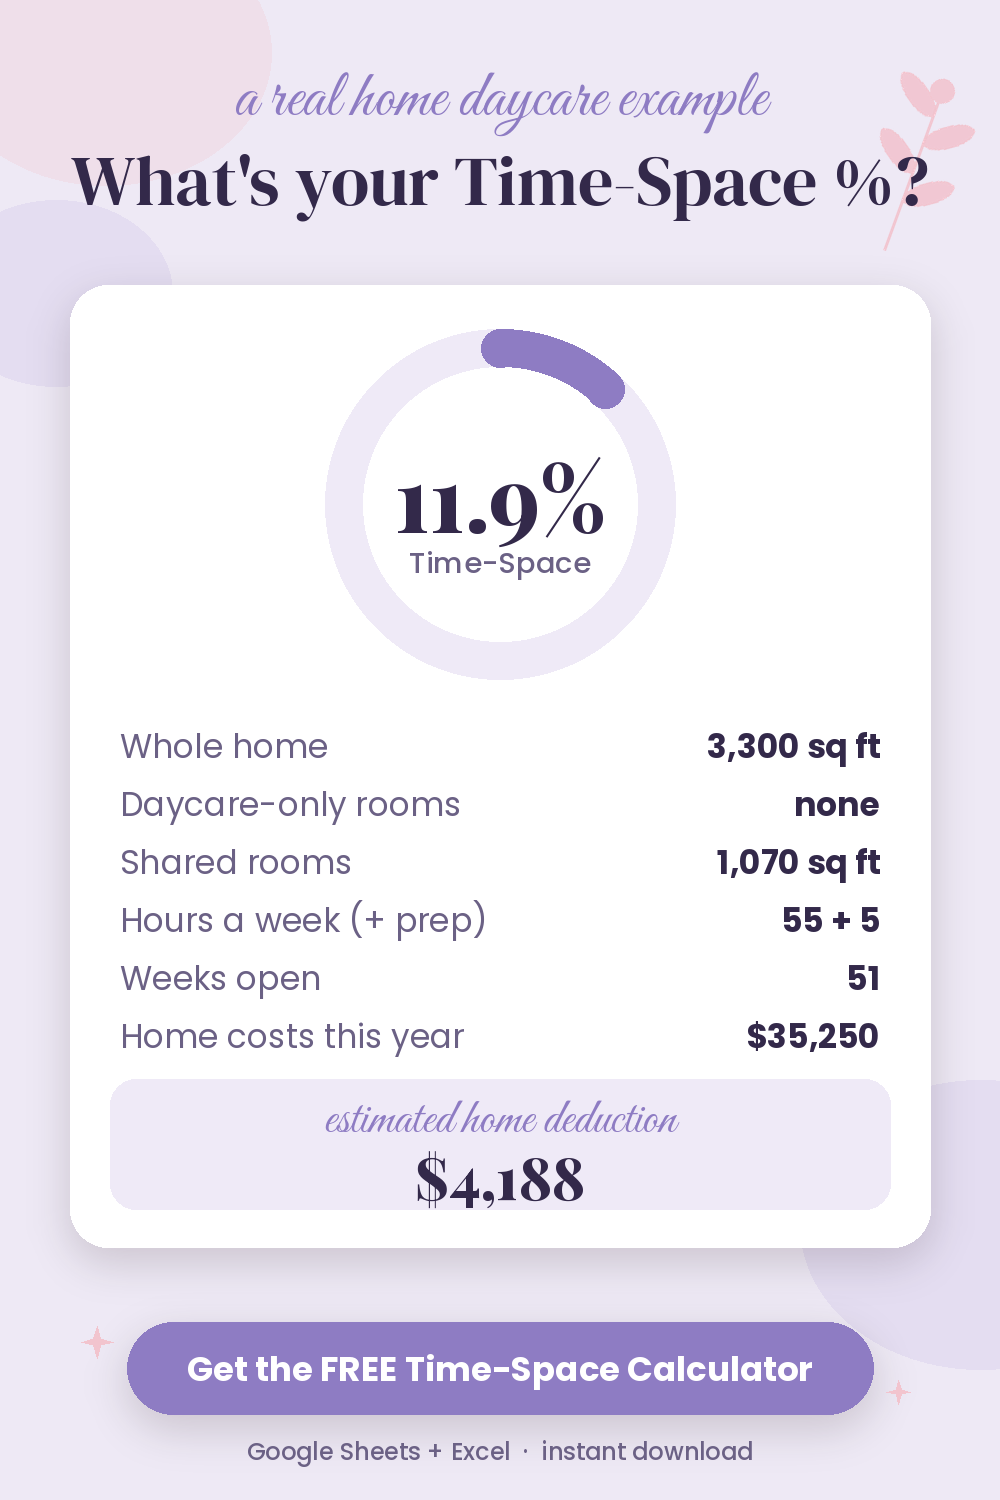 a real home daycare example
What's your Time-Space %?
11.9%
Time-Space
Whole home 3,300 sq ft
Daycare-only rooms none
Shared rooms 1,070 sq ft
Hours a week (+ prep) 55 + 5
Weeks open 51
Home costs this year $35,250
estimated home deduction
$4,188
Get the FREE Time-Space Calculator
Google Sheets + Excel · instant download